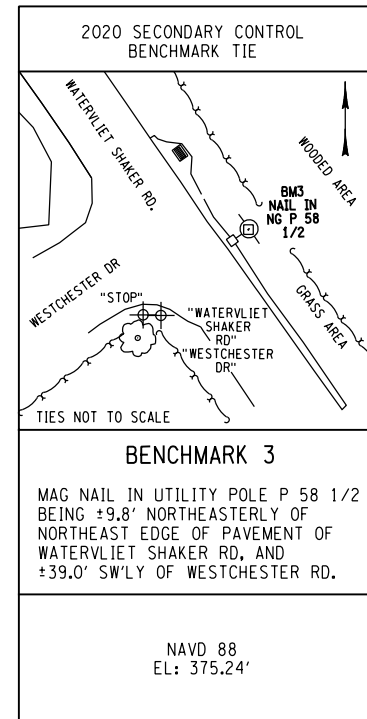 2020 SECONDARY CONTROL
BENCHMARK TIE
WATERVLIET SHAKER RD.
WOODED AREA
BM3
NAIL IN
NG P 58
1/2
WESTCHESTER DR
"STOP"
"WATERVLIET
SHAKER
RD"
"WESTCHESTER
DR"
GRASS AREA
TIES NOT TO SCALE
BENCHMARK 3
MAG NAIL IN UTILITY POLE P 58 1/2
BEING ±9.8' NORTHEASTERLY OF
NORTHEAST EDGE OF PAVEMENT OF
WATERVLIET SHAKER RD, AND
±39.0' SW'LY OF WESTCHESTER RD.
NAVD 88
EL: 375.24'